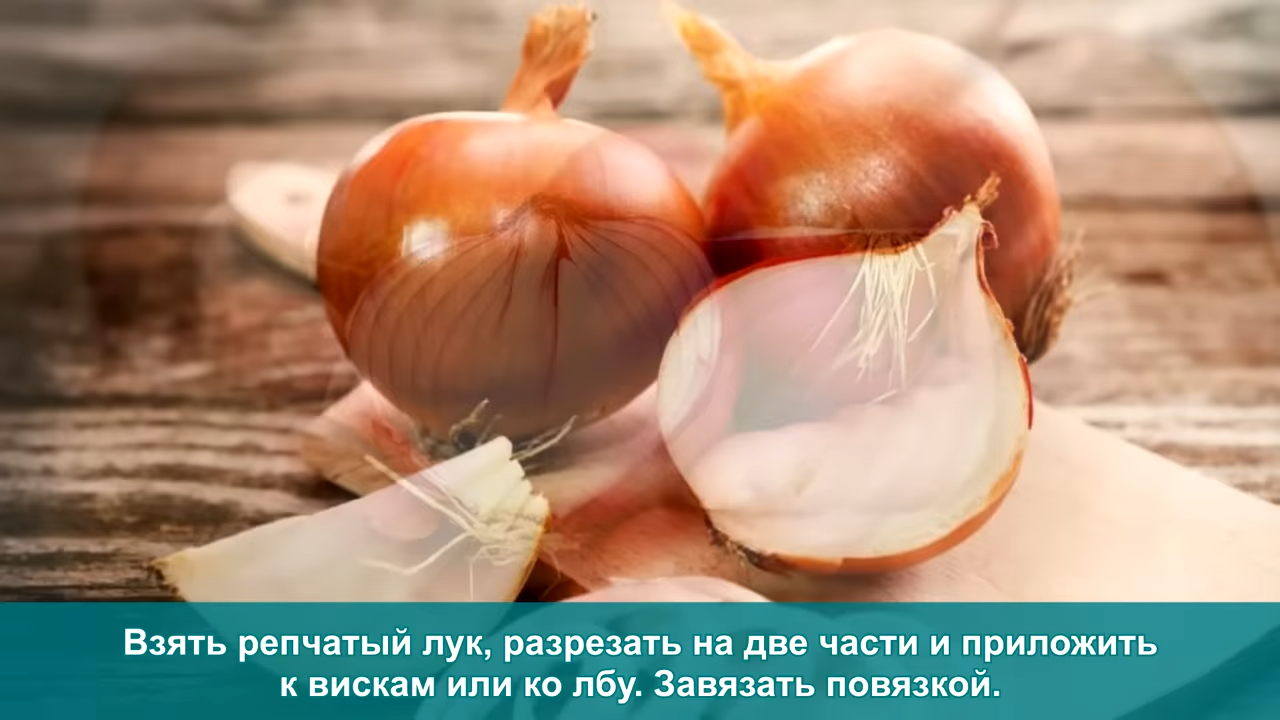 Взять репчатый лук, разрезать на две части и приложить
к вискам или ко лбу. Завязать повязкой.